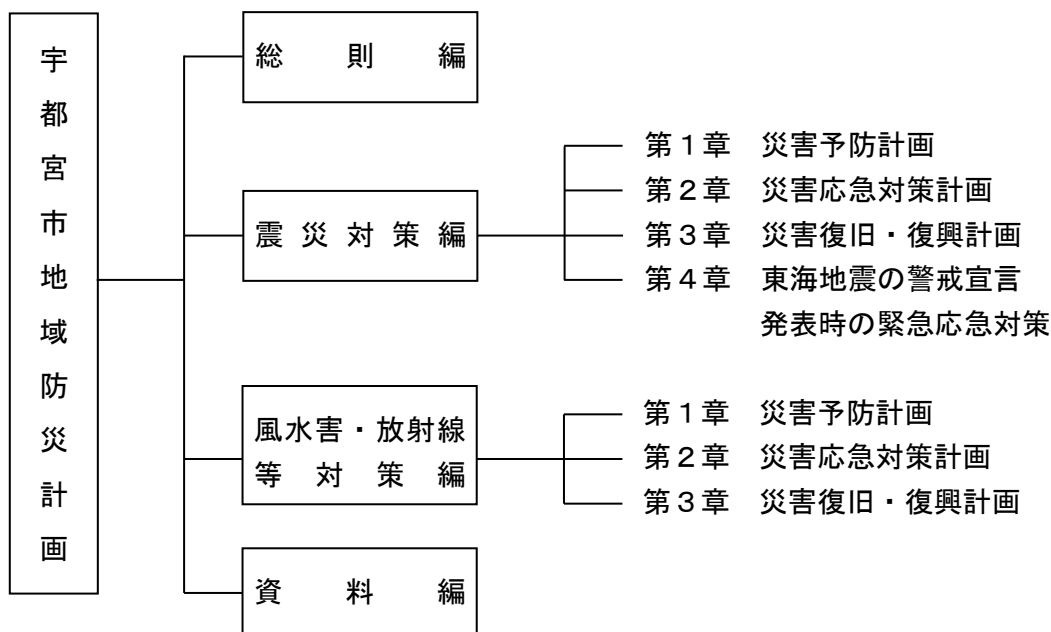 宇都宮市地域防災計画
総則編
震災対策編
第1章 災害予防計画
第2章 災害応急対策計画
第3章 災害復旧・復興計画
第4章 東海地震の警戒宣言
発表時の緊急応急対策
風水害・放射線
等対策編
第1章 災害予防計画
第2章 災害応急対策計画
第3章 災害復旧・復興計画
資料編